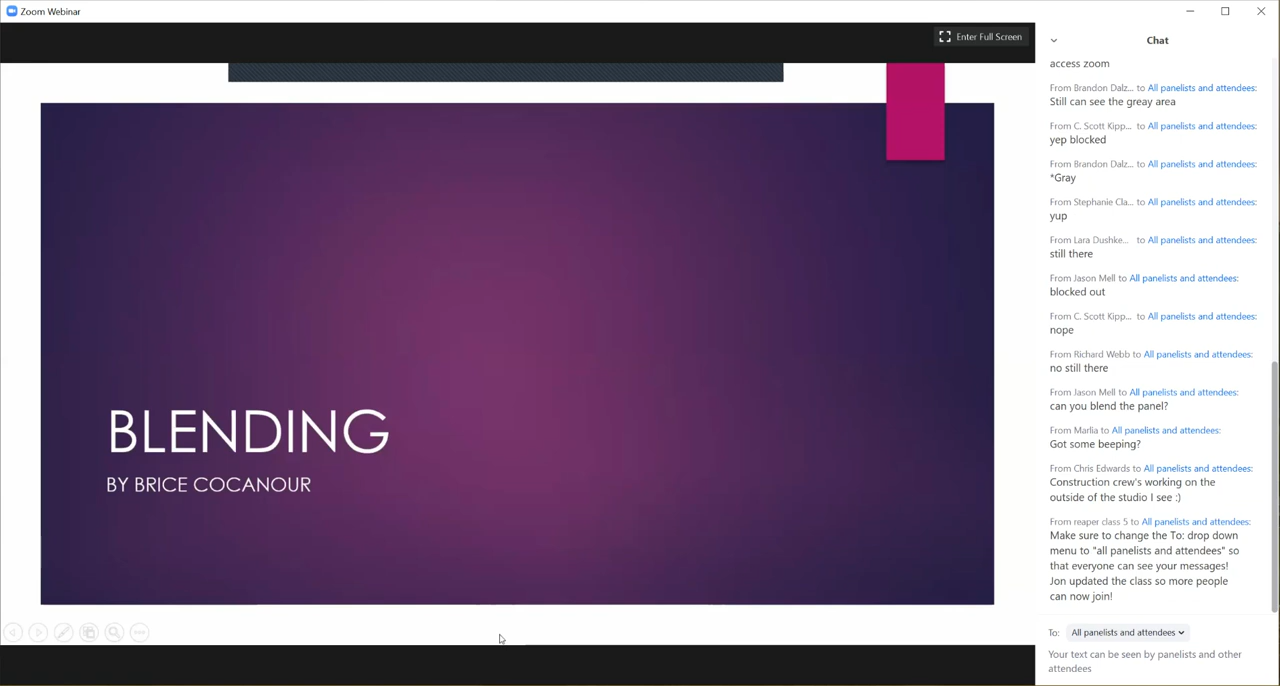 Zoom Webinar
Enter Full Screen
BLENDING
BY BRICE COCANOUR
Chat
access zoom
From Brandon Dalz... to All panelists and attendees:
Still can see the greay area
From C. Scott Kipp... to All panelists and attendees:
yep blocked
From Brandon Dalz... to All panelists and attendees:
*Gray
From Stephanie Cla... to All panelists and attendees:
yup
From Lara Dushke... to All panelists and attendees:
still there
From Jason Mell to All panelists and attendees:
blocked out
From C. Scott Kipp... to All panelists and attendees:
nope
From Richard Webb to All panelists and attendees:
no still there
From Jason Mell to All panelists and attendees:
can you blend the panel?
From Marlia to All panelists and attendees:
Got some beeping?
From Chris Edwards to All panelists and attendees:
Construction crew's working on the
outside of the studio I see :)
From reaper class 5 to All panelists and attendees:
Make sure to change the To: drop down
menu to "all panelists and attendees" so
that everyone can see your messages!
Jon updated the class so more people
can now join!
To: All panelists and attendees
Your text can be seen by panelists and other
attendees